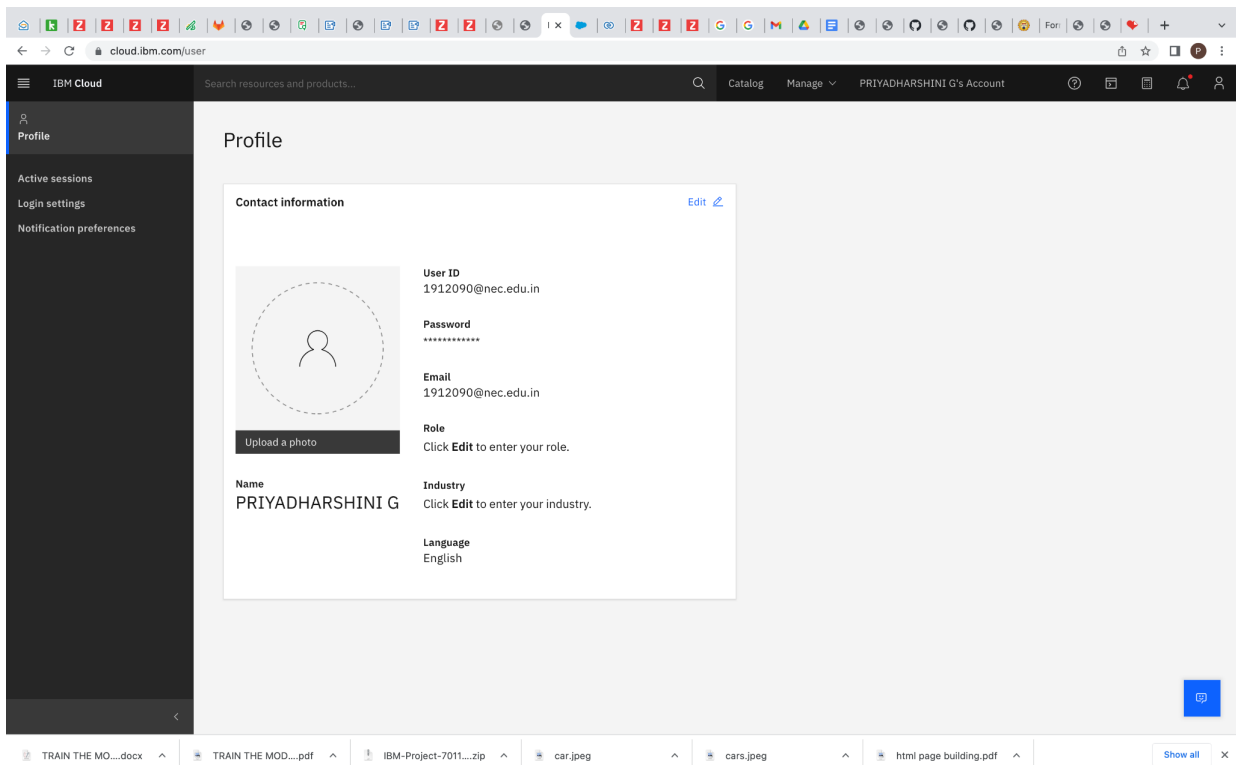 For
cloud.ibm.com/user
P
IBM Cloud
Search resources and products...
Catalog
Manage
PRIYADHARSHINI G's Account
Profile
Active sessions
Login settings
Notification preferences
Profile
Contact information
Edit
User ID
1912090@nec.edu.in
Password
************
Email
1912090@nec.edu.in
Role
Click Edit to enter your role.
Upload a photo
Name
PRIYADHARSHINI G
Industry
Click Edit to enter your industry.
Language
English
TRAIN THE MO....docx
TRAIN THE MOD....pdf
IBM-Project-7011....zip
car.jpeg
cars.jpeg
html page building.pdf
Show all